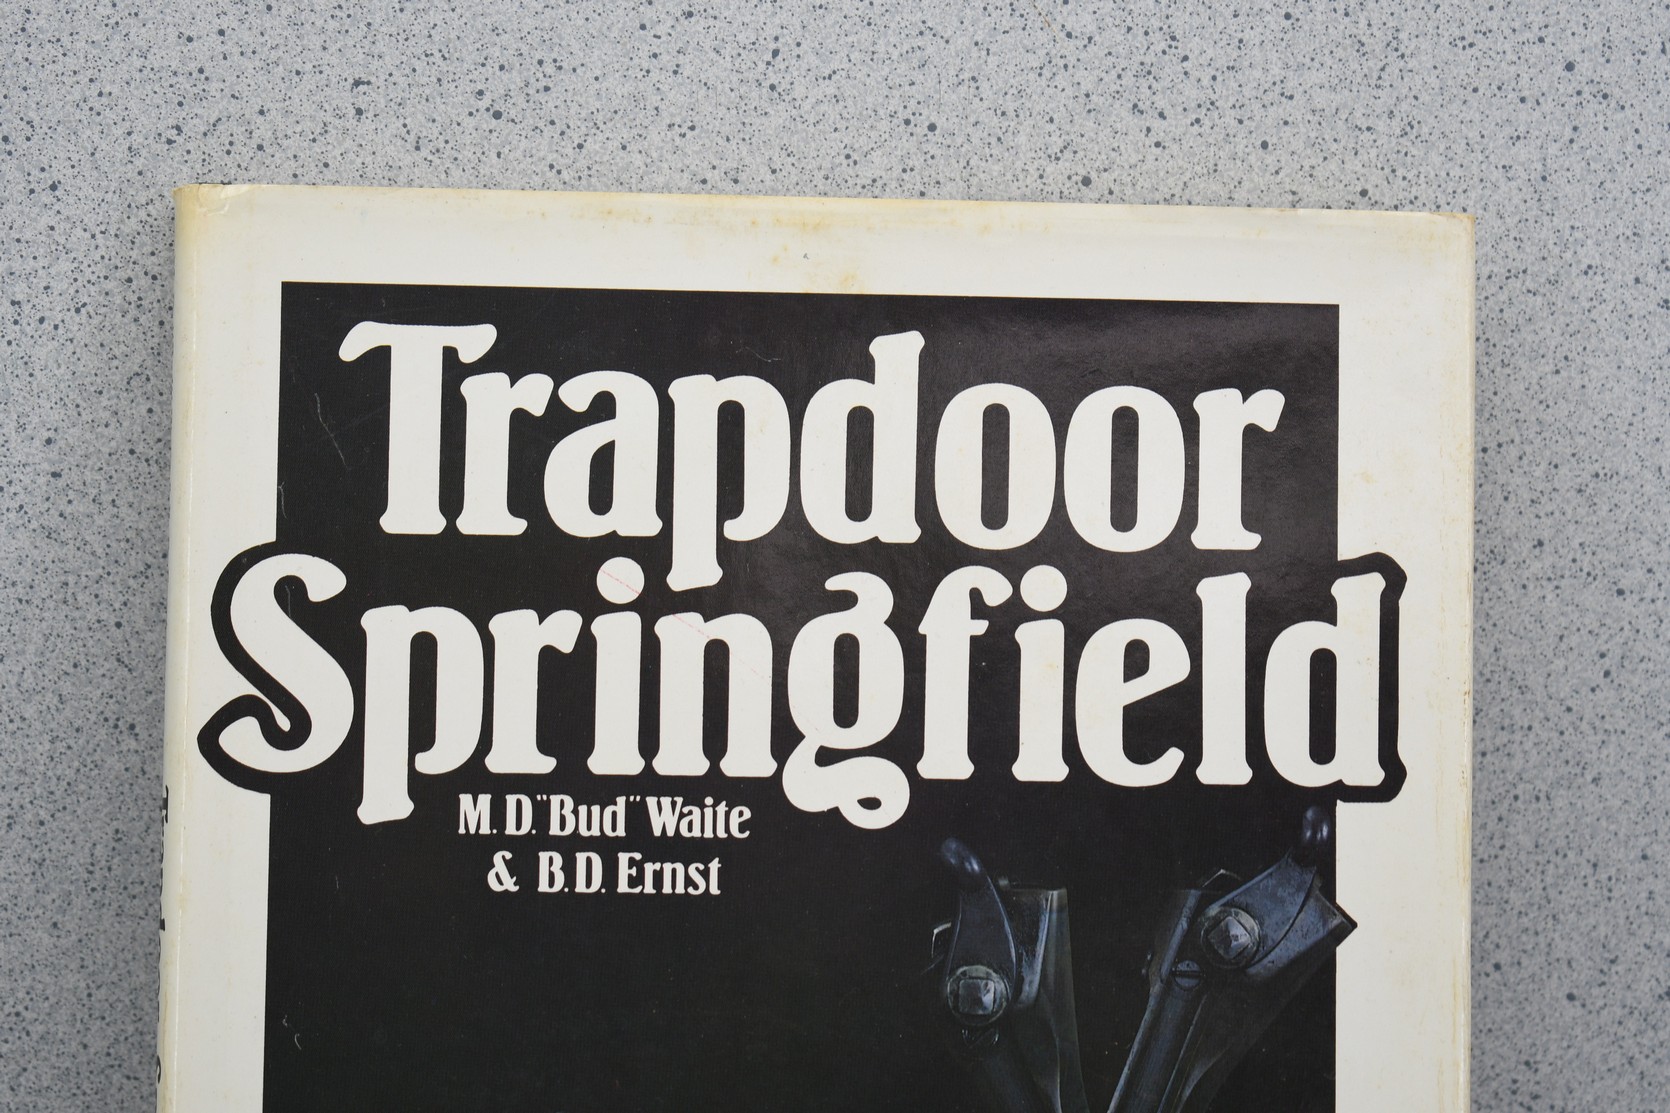 Trapdoor
Springfield
M.D. "Bud" Waite
& B.D. Ernst